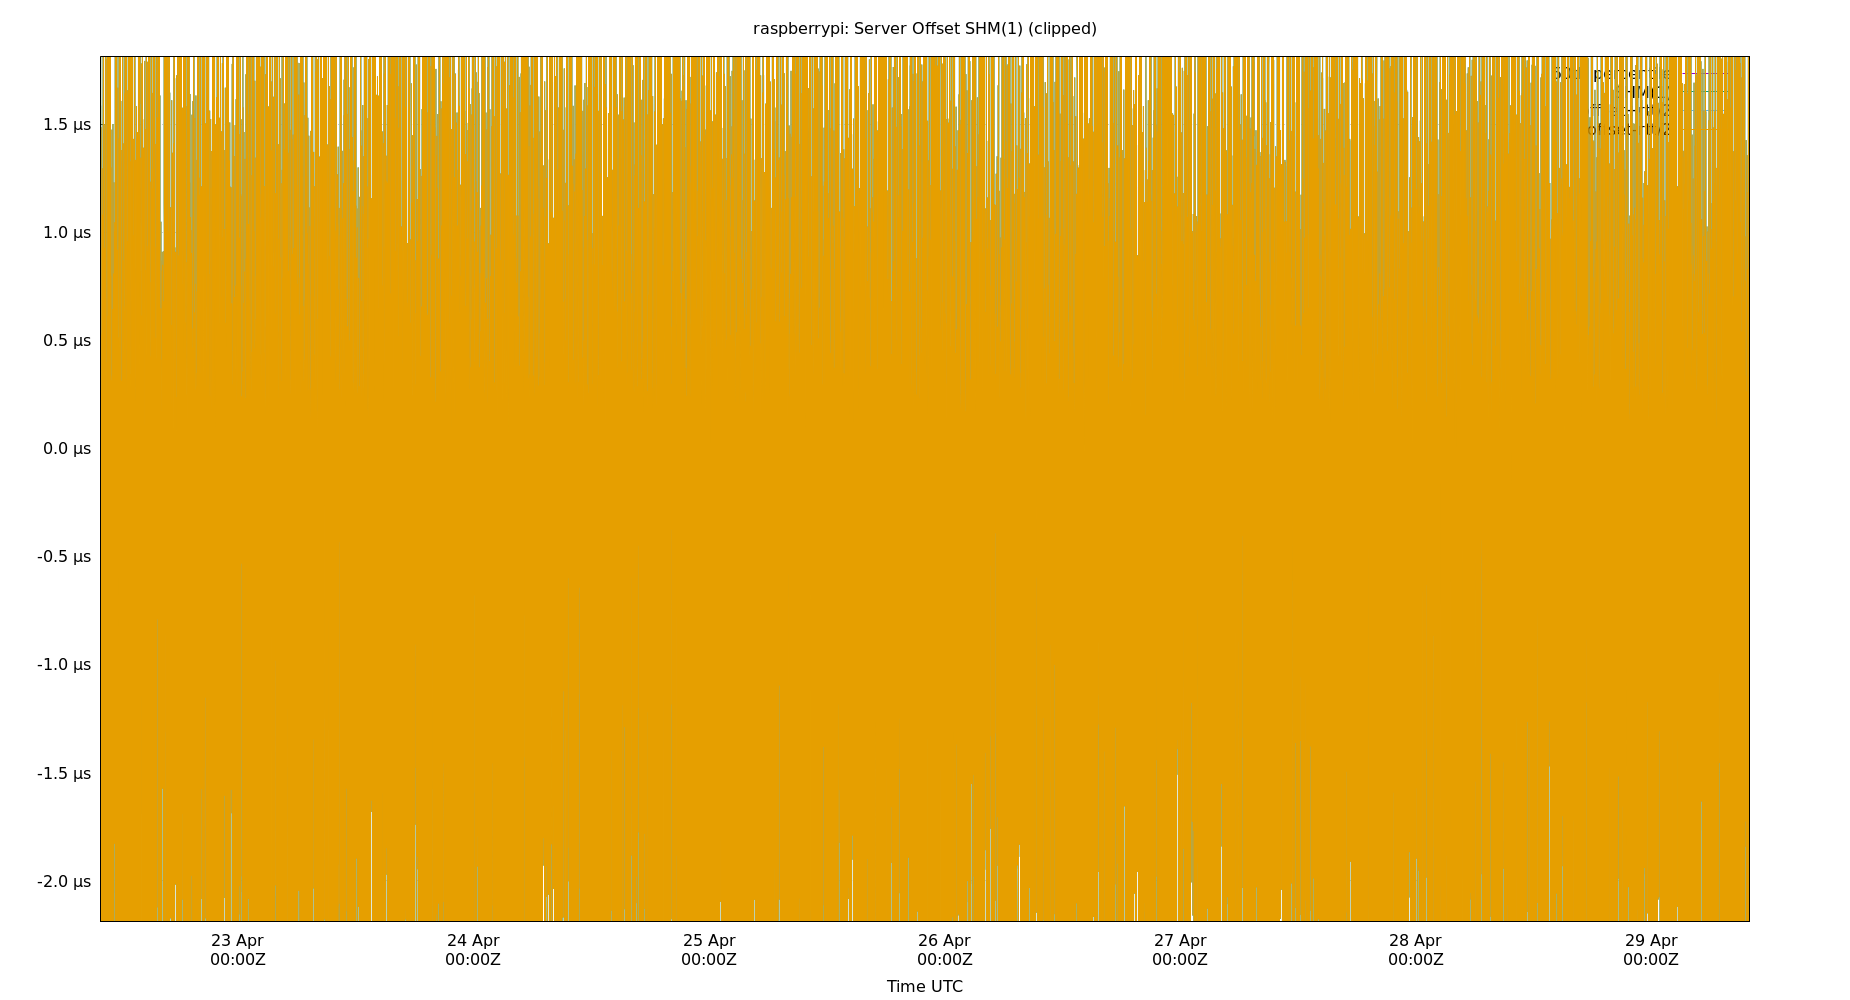 raspberrypi: Server Offset SHM(1) (clipped)
1.5 µs
1.0 µs
0.5 µs
0.0 µs
-0.5 µs
-1.0 µs
-1.5 µs
-2.0 µs
23 Apr 24 Apr 25 Apr 26 Apr 27 Apr 28 Apr 29 Apr
00:00Z 00:00Z 00:00Z 00:00Z 00:00Z 00:00Z 00:00Z
Time UTC